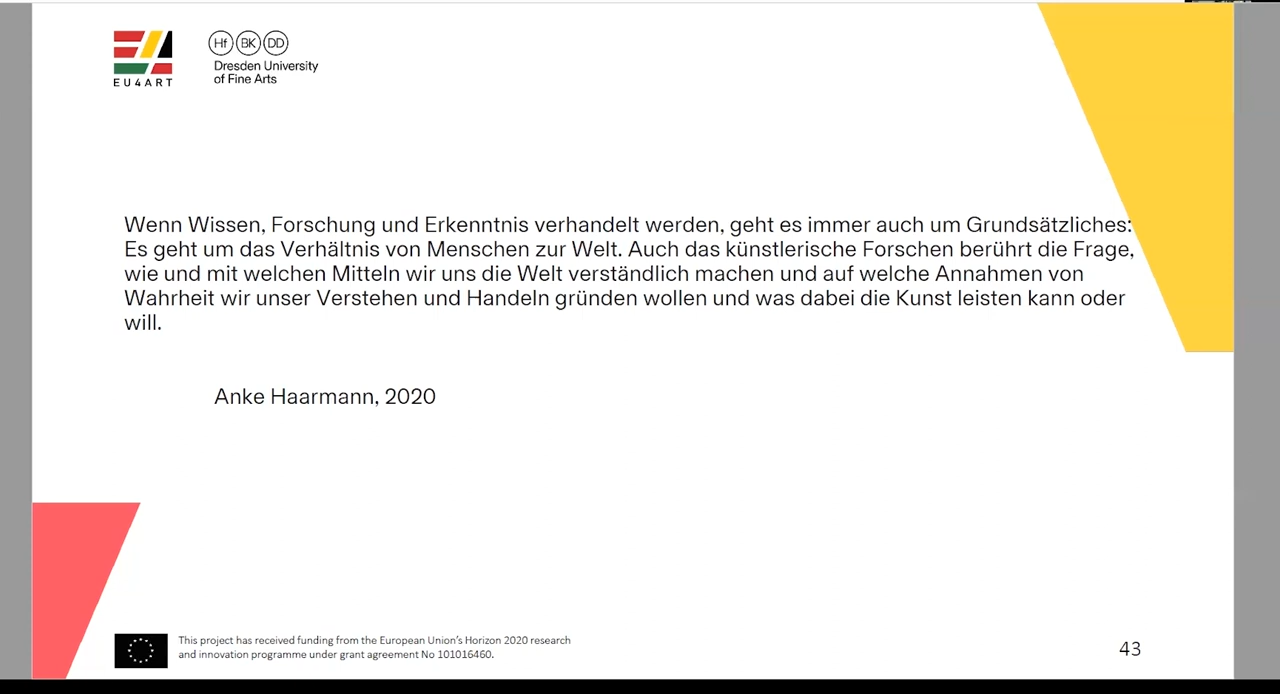 EU4ART
Hf BK DD
Dresden University
of Fine Arts
Wenn Wissen, Forschung und Erkenntnis verhandelt werden, geht es immer auch um Grundsätzliches:
Es geht um das Verhältnis von Menschen zur Welt. Auch das künstlerische Forschen berührt die Frage,
wie und mit welchen Mitteln wir uns die Welt verständlich machen und auf welche Annahmen von
Wahrheit wir unser Verstehen und Handeln gründen wollen und was dabei die Kunst leisten kann oder
will.
Anke Haarmann, 2020
This project has received funding from the European Union's Horizon 2020 research
and innovation programme under grant agreement No 101016460.
43